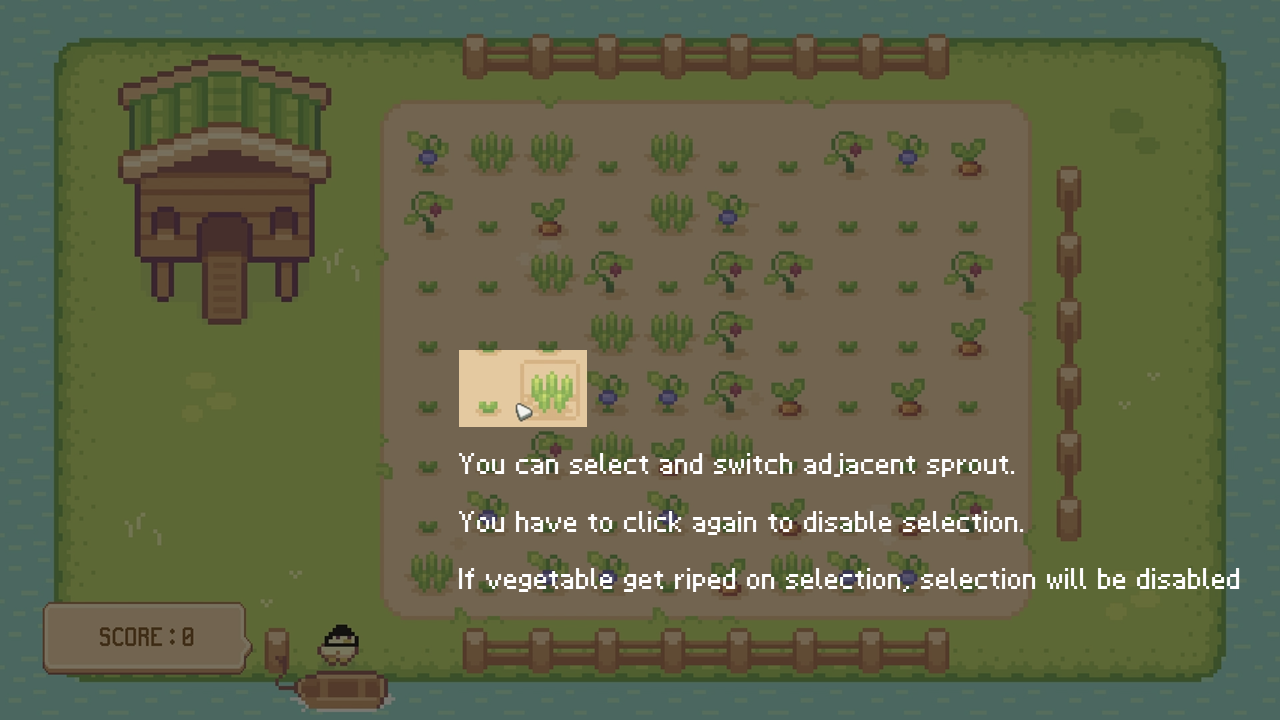 You can select and switch adjacent sprout.
You have to click again to disable selection.
If vegetable get riped on selection, selection will be disabled
SCORE : 0